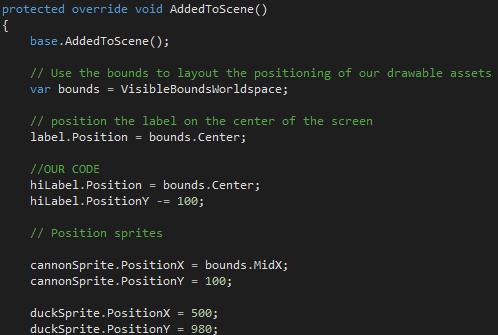 protected override void AddedToScene()
{
base.AddedToScene();
// Use the bounds to layout the positioning of our drawable assets
var bounds = VisibleBoundsWorldspace;
// position the label on the center of the screen
label.Position = bounds.Center;
//OUR CODE
hiLabel.Position = bounds.Center;
hiLabel.PositionY -= 100;
// Position sprites
cannonSprite.PositionX = bounds.MidX;
cannonSprite.PositionY = 100;
duckSprite.PositionX = 500;
duckSprite.PositionY = 980;